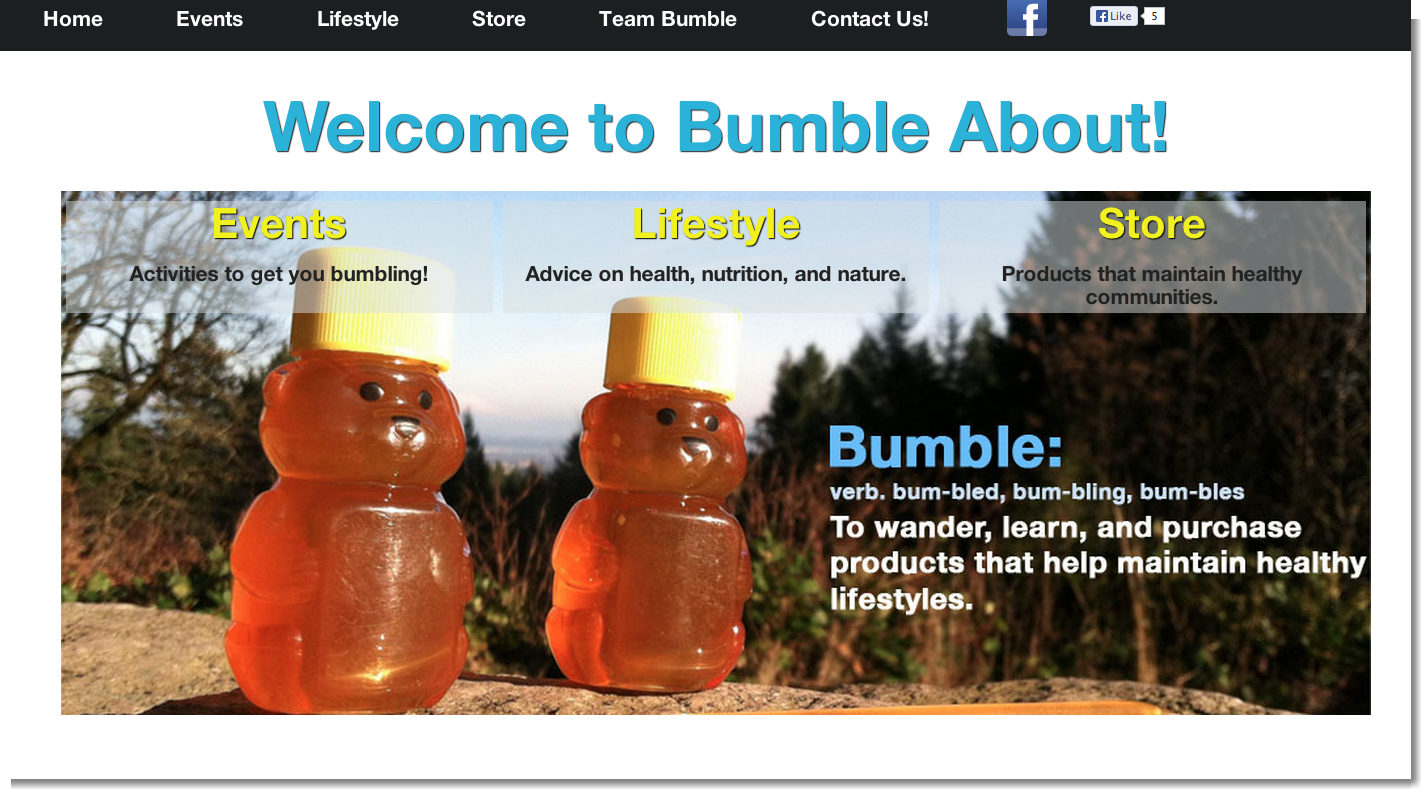 Home Events Lifestyle Store Team Bumble Contact Us! f f Like 5
Welcome to Bumble About!
Events
Activities to get you bumbling!
Lifestyle
Advice on health, nutrition, and nature.
Store
Products that maintain healthy
communities.
Bumble:
verb. bum-bled, bum-bling, bum-bles
To wander, learn, and purchase
products that help maintain healthy
lifestyles.